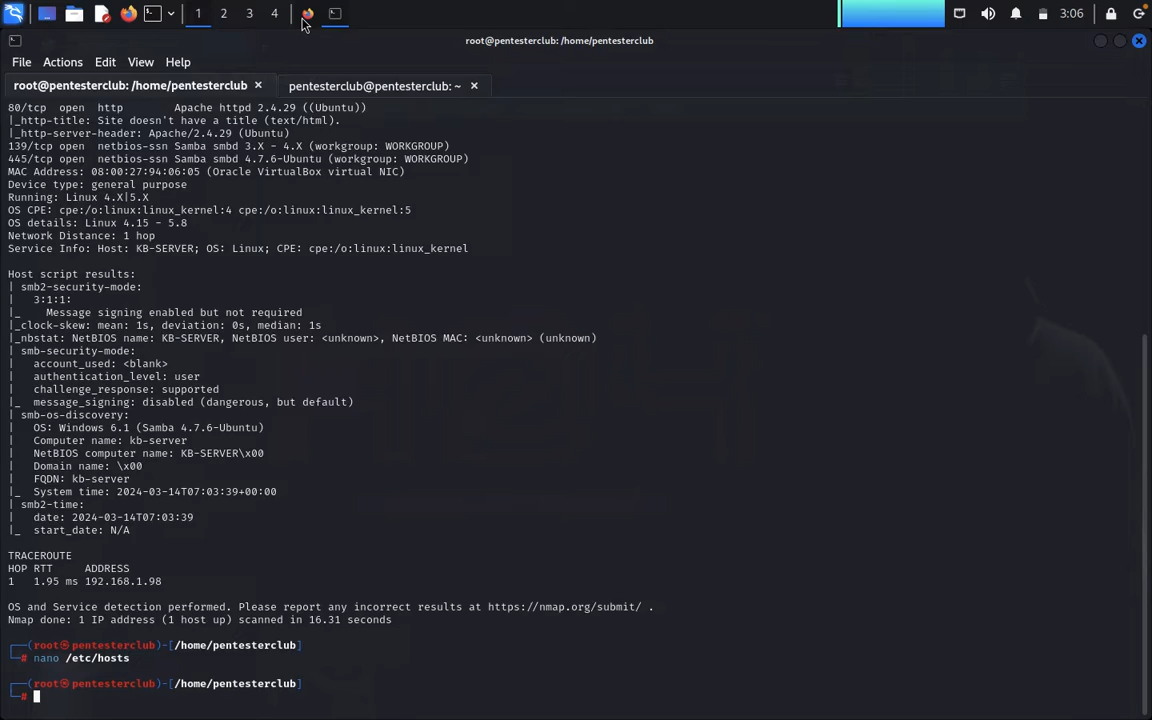 1 2 3 4 3:06
root@pentesterclub: /home/pentesterclub
File Actions Edit View Help
root@pentesterclub: /home/pentesterclub × pentesterclub@pentesterclub: ~ ×
80/tcp  open  http        Apache httpd 2.4.29 ((Ubuntu))
|_http-title: Site doesn't have a title (text/html).
|_http-server-header: Apache/2.4.29 (Ubuntu)
139/tcp open  netbios-ssn Samba smbd 3.X - 4.X (workgroup: WORKGROUP)
445/tcp open  netbios-ssn Samba smbd 4.7.6-Ubuntu (workgroup: WORKGROUP)
MAC Address: 08:00:27:94:06:05 (Oracle VirtualBox virtual NIC)
Device type: general purpose
Running: Linux 4.X|5.X
OS CPE: cpe:/o:linux:linux_kernel:4 cpe:/o:linux:linux_kernel:5
OS details: Linux 4.15 - 5.8
Network Distance: 1 hop
Service Info: Host: KB-SERVER; OS: Linux; CPE: cpe:/o:linux:linux_kernel
Host script results:
| smb2-security-mode:
|   3:1:1:
|_    Message signing enabled but not required
|_clock-skew: mean: 1s, deviation: 0s, median: 1s
|_nbstat: NetBIOS name: KB-SERVER, NetBIOS user: <unknown>, NetBIOS MAC: <unknown> (unknown)
| smb-security-mode:
|   account_used: <blank>
|   authentication_level: user
|   challenge_response: supported
|_  message_signing: disabled (dangerous, but default)
| smb-os-discovery:
|   OS: Windows 6.1 (Samba 4.7.6-Ubuntu)
|   Computer name: kb-server
|   NetBIOS computer name: KB-SERVER\x00
|   Domain name: \x00
|   FQDN: kb-server
|_  System time: 2024-03-14T07:03:39+00:00
| smb2-time:
|   date: 2024-03-14T07:03:39
|_  start_date: N/A
TRACEROUTE
HOP RTT     ADDRESS
1   1.95 ms 192.168.1.98
OS and Service detection performed. Please report any incorrect results at https://nmap.org/submit/ .
Nmap done: 1 IP address (1 host up) scanned in 16.31 seconds
┌──(root㉿pentesterclub)-[/home/pentesterclub]
└─# nano /etc/hosts
┌──(root㉿pentesterclub)-[/home/pentesterclub]
└─#